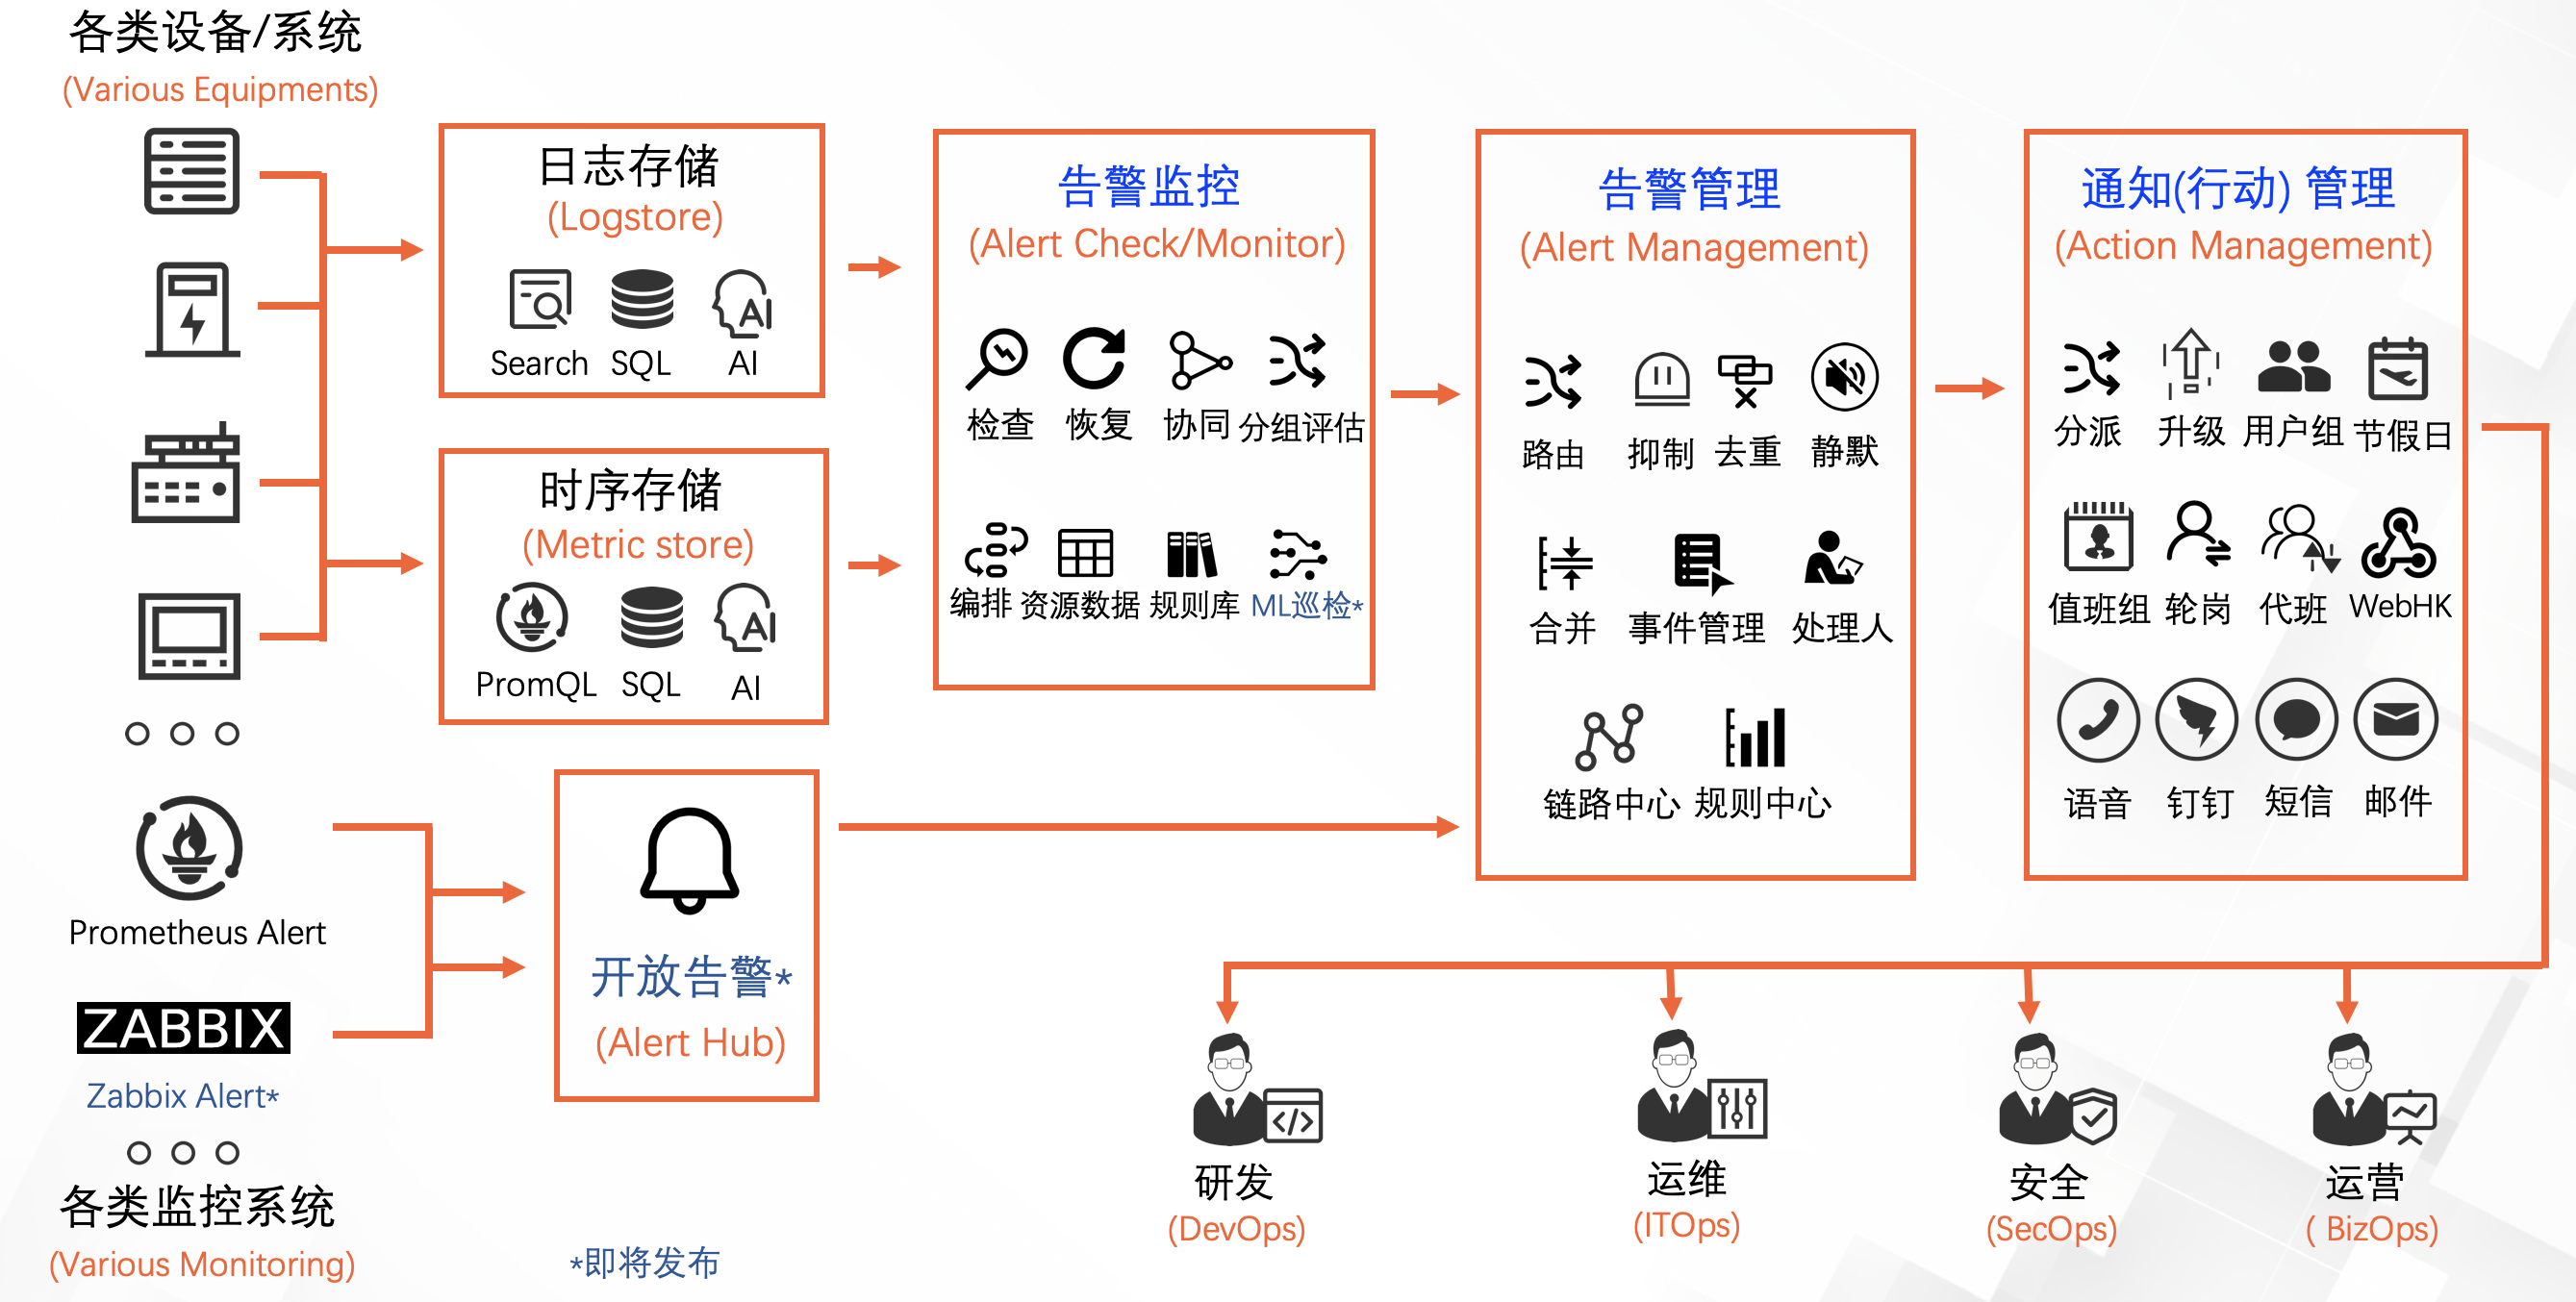 各类设备/系统
(Various Equipments)
日志存储
(Logstore)
Search SQL AI
时序存储
(Metric store)
PromQL SQL AI
Prometheus Alert
ZABBIX
Zabbix Alert*
各类监控系统
(Various Monitoring)
开放告警*
(Alert Hub)
*即将发布
告警监控
(Alert Check/Monitor)
检查 恢复 协同 分组评估
编排 资源数据 规则库 ML巡检*
告警管理
(Alert Management)
路由 抑制 去重 静默
合并 事件管理 处理人
链路中心 规则中心
通知(行动) 管理
(Action Management)
分派 升级 用户组 节假日
值班组 轮岗 代班 WebHK
语音 钉钉 短信 邮件
研发
(DevOps)
运维
(ITOps)
安全
(SecOps)
运营
( BizOps)